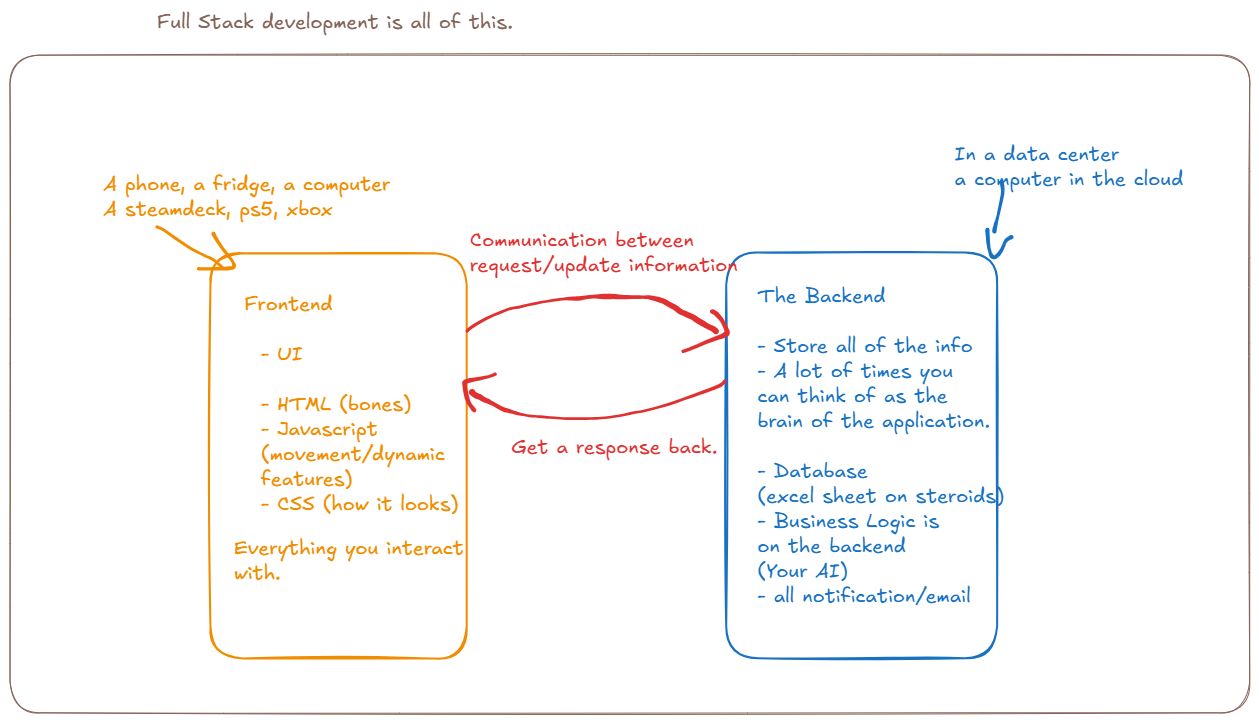 Full Stack development is all of this.
In a data center
a computer in the cloud
A phone, a fridge, a computer
A steamdeck, ps5, xbox
Communication between
request/update information
Get a response back.
Frontend
- UI
- HTML (bones)
- Javascript
(movement/dynamic
features)
- CSS (how it looks)
Everything you interact
with.
The Backend
- Store all of the info
- A lot of times you
can think of as the
brain of the application.
- Database
(excel sheet on steroids)
- Business Logic is
on the backend
(Your AI)
- all notification/email